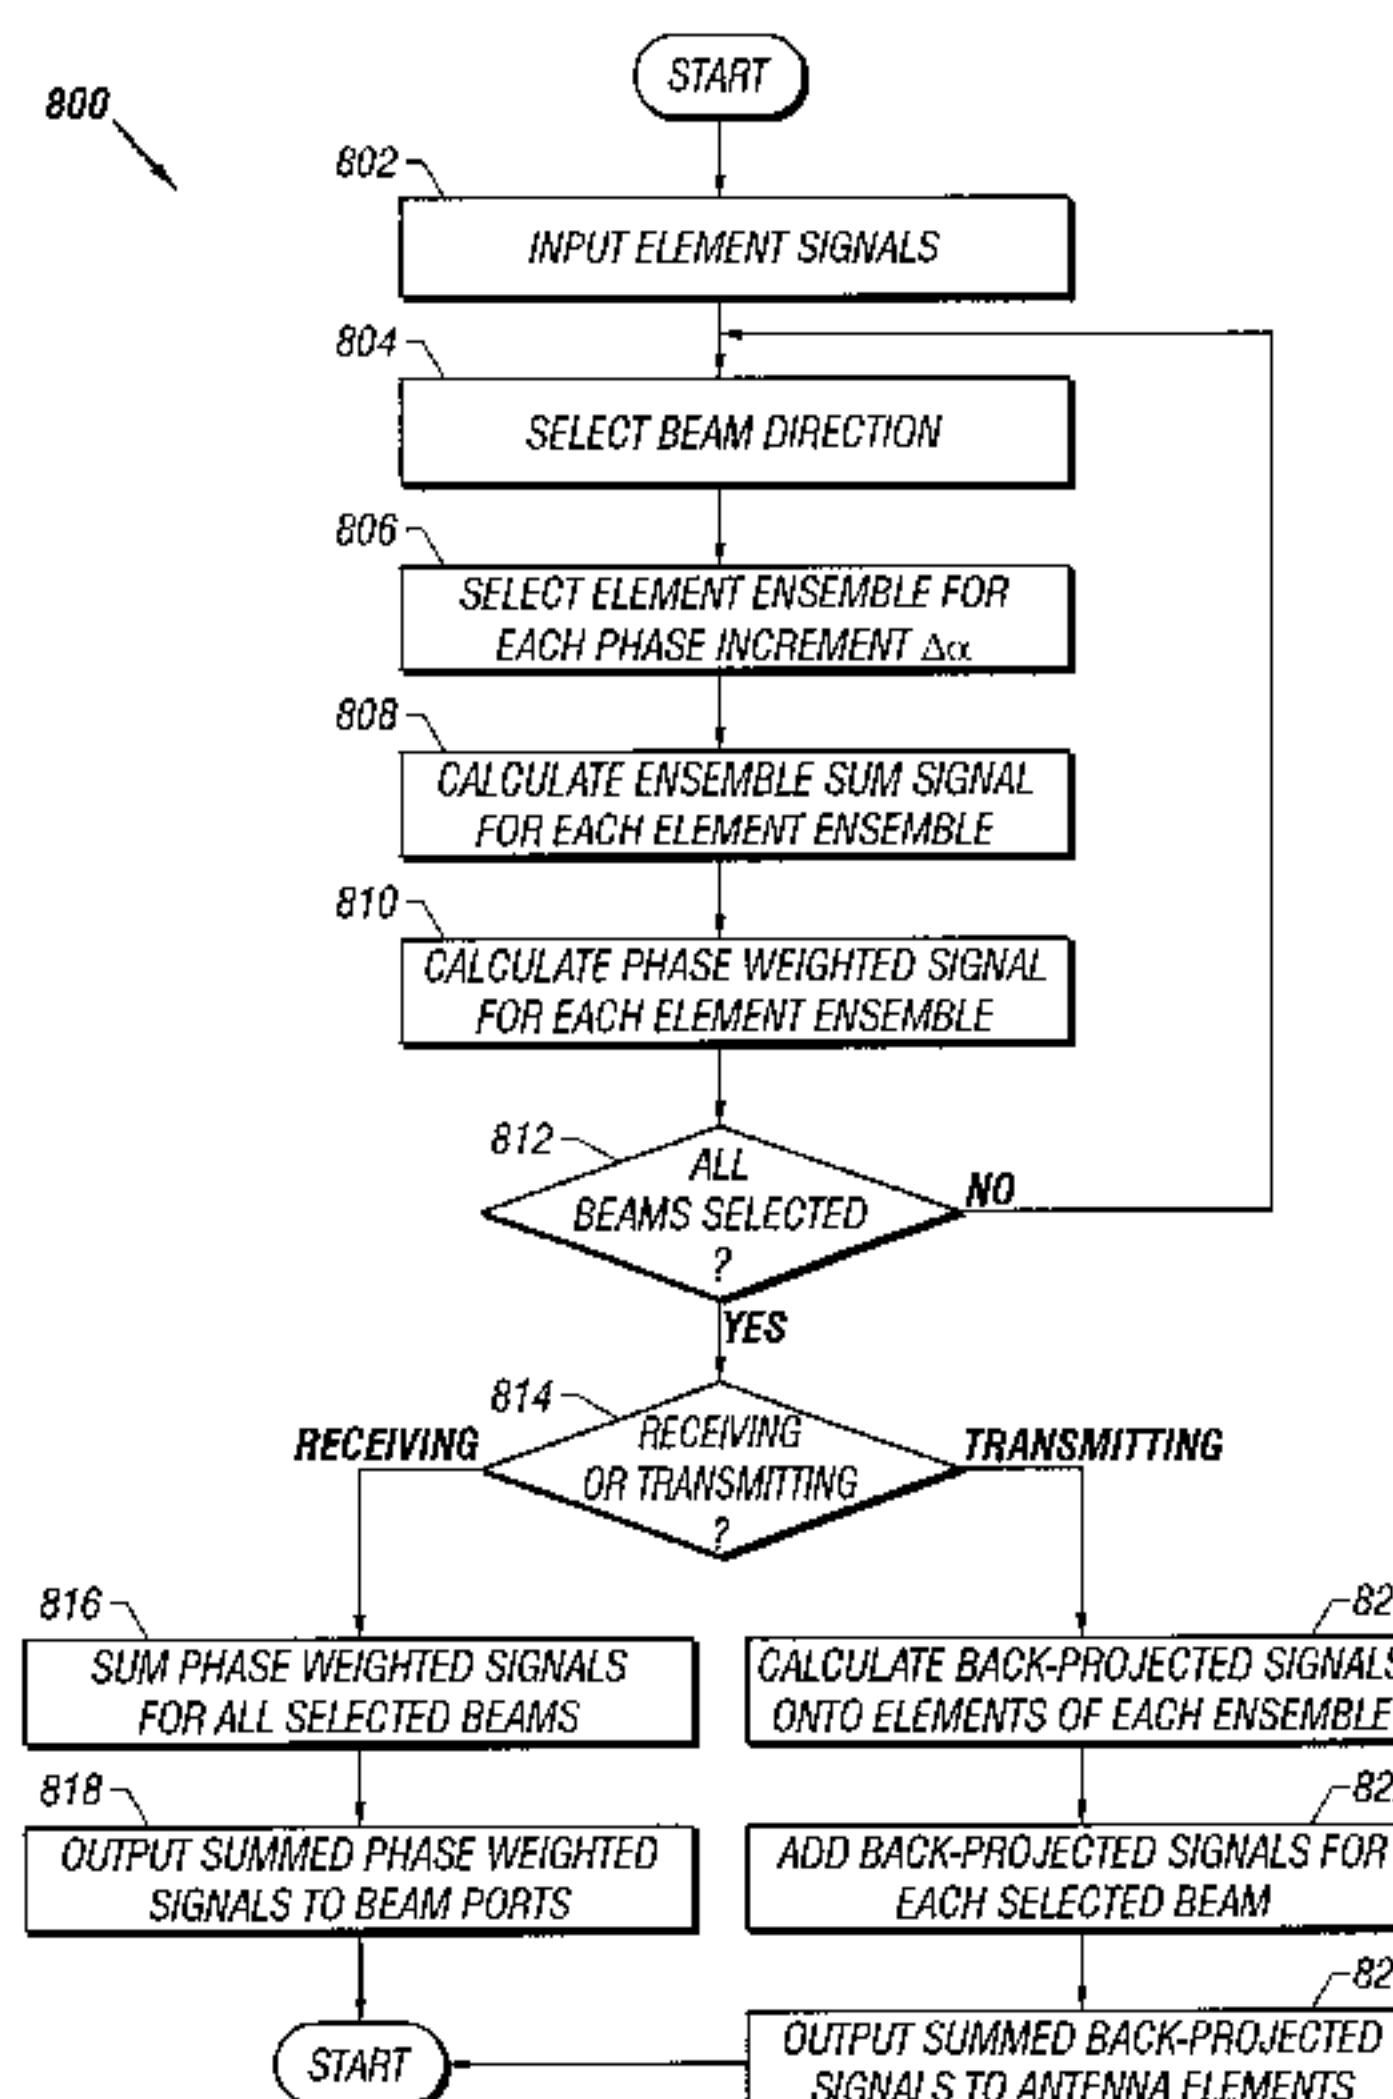 START
800
802
INPUT ELEMENT SIGNALS
804
SELECT BEAM DIRECTION
806
SELECT ELEMENT ENSEMBLE FOR
EACH PHASE INCREMENT Δα
808
CALCULATE ENSEMBLE SUM SIGNAL
FOR EACH ELEMENT ENSEMBLE
810
CALCULATE PHASE WEIGHTED SIGNAL
FOR EACH ELEMENT ENSEMBLE
812
ALL
BEAMS SELECTED
?
NO
YES
814
RECEIVING
OR TRANSMITTING
?
RECEIVING
TRANSMITTING
816
SUM PHASE WEIGHTED SIGNALS
FOR ALL SELECTED BEAMS
818
OUTPUT SUMMED PHASE WEIGHTED
SIGNALS TO BEAM PORTS
START
CALCULATE BACK-PROJECTED SIGNALS
ONTO ELEMENTS OF EACH ENSEMBLE
ADD BACK-PROJECTED SIGNALS FOR
EACH SELECTED BEAM
OUTPUT SUMMED BACK-PROJECTED
SIGNALS TO ANTENNA ELEMENTS